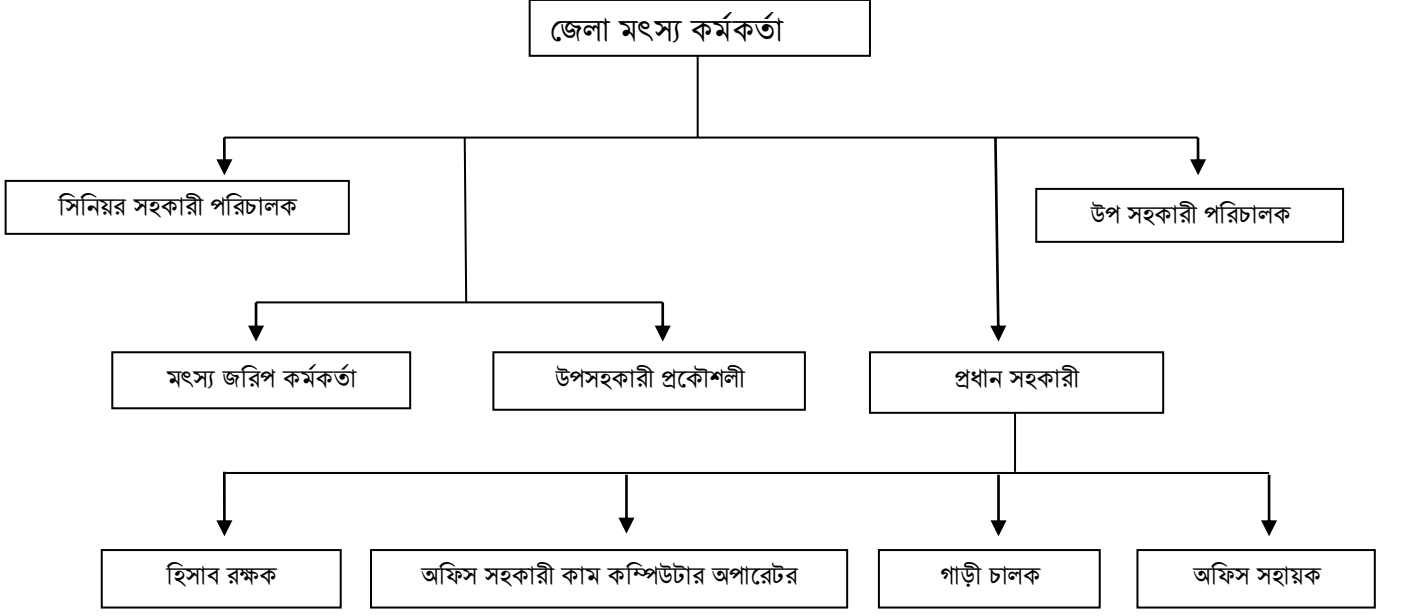 জেলা মৎস্য কর্মকর্তা
সিনিয়র সহকারী পরিচালক
উপ সহকারী পরিচালক
মৎস্য জরিপ কর্মকর্তা
উপসহকারী প্রকৌশলী
প্রধান সহকারী
হিসাব রক্ষক
অফিস সহকারী কাম কম্পিউটার অপারেটর
গাড়ী চালক
অফিস সহায়ক